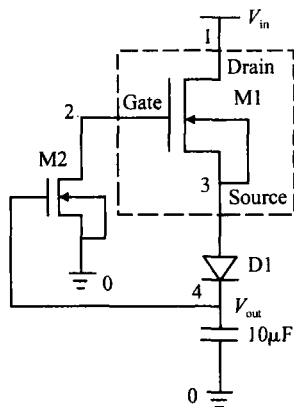 V_in
1
Drain
Gate
M1
2
M2
3
Source
0
D1
4
V_out
10μF
0